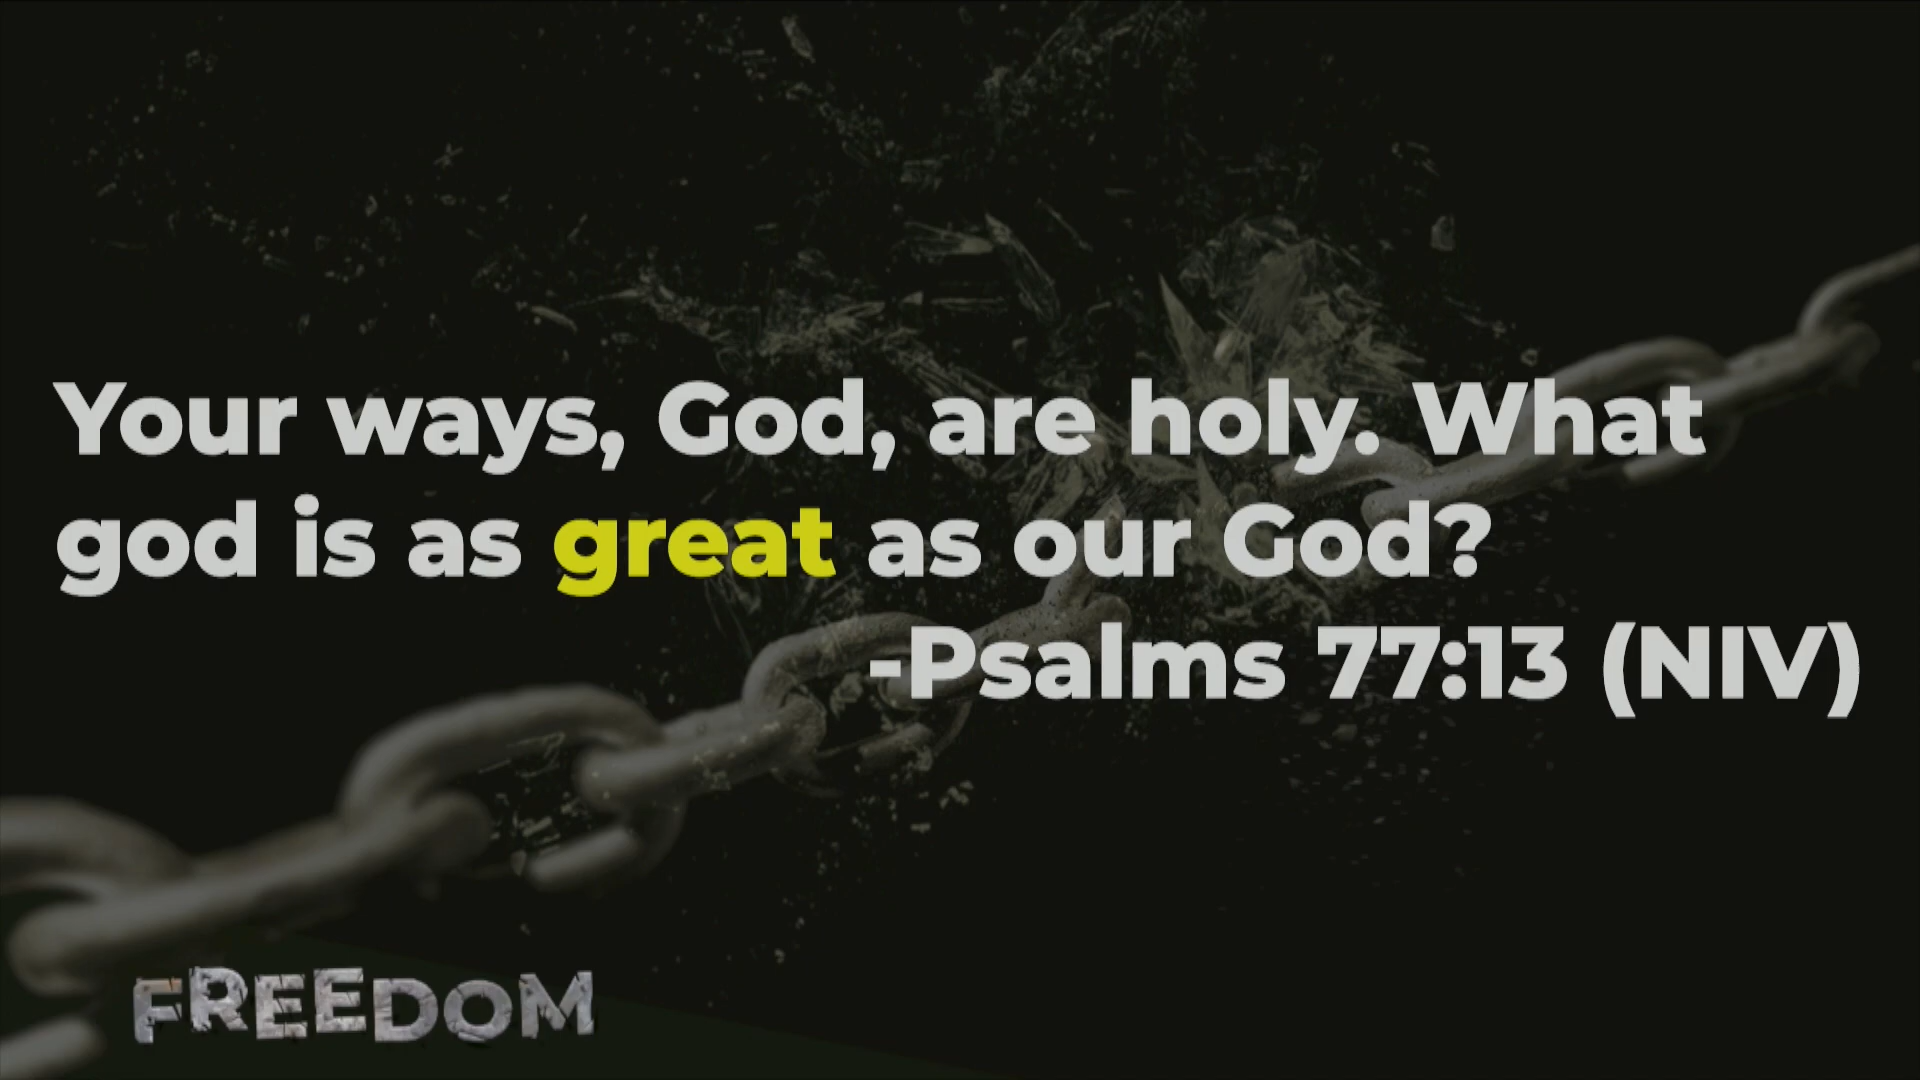 Your ways, God, are holy. What
god is as great as our God?
-Psalms 77:13 (NIV)
FREEDOM